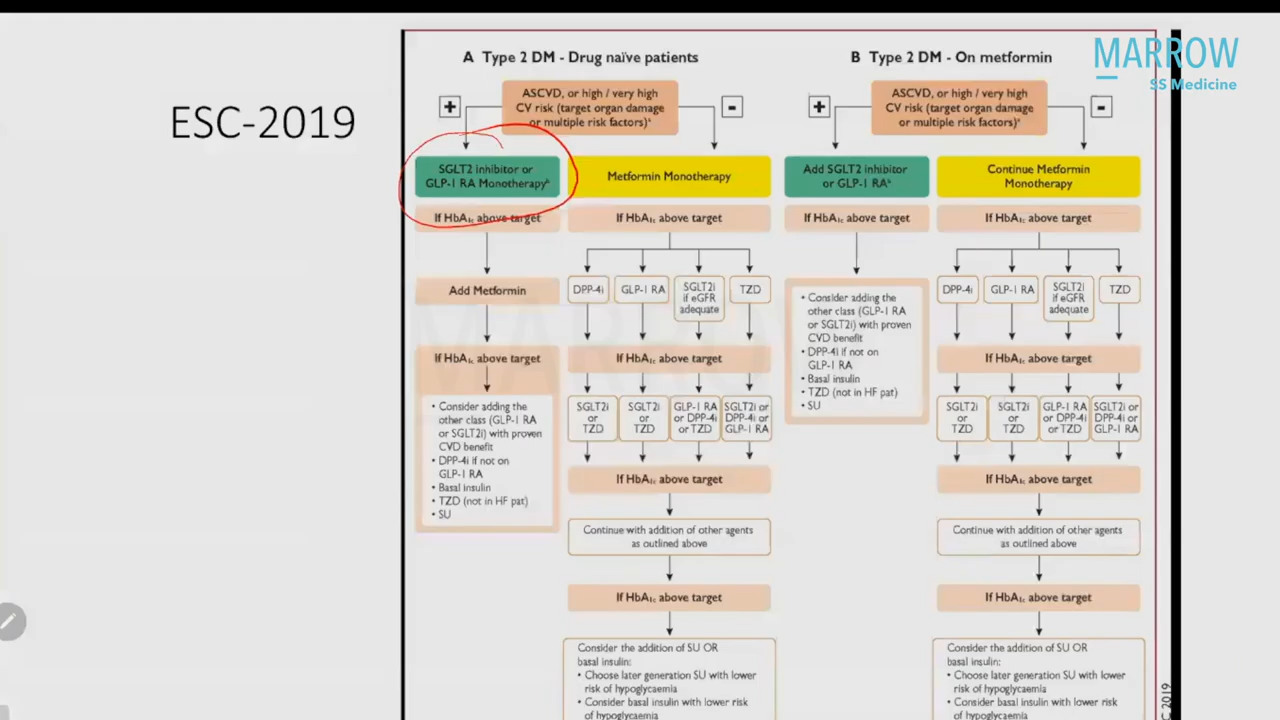 MARROW
SS Medicine
ESC-2019
A Type 2 DM - Drug naïve patients
ASCVD, or high / very high
CV risk (target organ damage
or multiple risk factors)ᵃ
+
-
SGLT2 inhibitor or
GLP-1 RA Monotherapyᵇ
Metformin Monotherapy
If HbA₁c above target
If HbA₁c above target
Add Metformin
DPP-4i
GLP-1 RA
SGLT2i
if eGFR
adequate
TZD
If HbA₁c above target
If HbA₁c above target
• Consider adding the
other class (GLP-1 RA
or SGLT2i) with proven
CVD benefit
• DPP-4i if not on
GLP-1 RA
• Basal insulin
• TZD (not in HF pat)
• SU
SGLT2i
or
TZD
SGLT2i
or
TZD
GLP-1 RA
or DPP-4i
or TZD
SGLT2i or
DPP-4i or
GLP-1 RA
If HbA₁c above target
Continue with addition of other agents
as outlined above
If HbA₁c above target
Consider the addition of SU OR
basal insulin:
• Choose later generation SU with lower
risk of hypoglycaemia
• Consider basal insulin with lower risk
of hypoglycaemia
B Type 2 DM - On metformin
ASCVD, or high / very high
CV risk (target organ damage
or multiple risk factors)ᵃ
+
-
Add SGLT2 inhibitor
or GLP-1 RAᵇ
Continue Metformin
Monotherapy
If HbA₁c above target
If HbA₁c above target
• Consider adding the
other class (GLP-1 RA
or SGLT2i) with proven
CVD benefit
• DPP-4i if not on
GLP-1 RA
• Basal insulin
• TZD (not in HF pat)
• SU
DPP-4i
GLP-1 RA
SGLT2i
if eGFR
adequate
TZD
If HbA₁c above target
SGLT2i
or
TZD
SGLT2i
or
TZD
GLP-1 RA
or DPP-4i
or TZD
SGLT2i or
DPP-4i or
GLP-1 RA
If HbA₁c above target
Continue with addition of other agents
as outlined above
If HbA₁c above target
Consider the addition of SU OR
basal insulin:
• Choose later generation SU with lower
risk of hypoglycaemia
• Consider basal insulin with lower risk
of hypoglycaemia
C 2019
MARROW